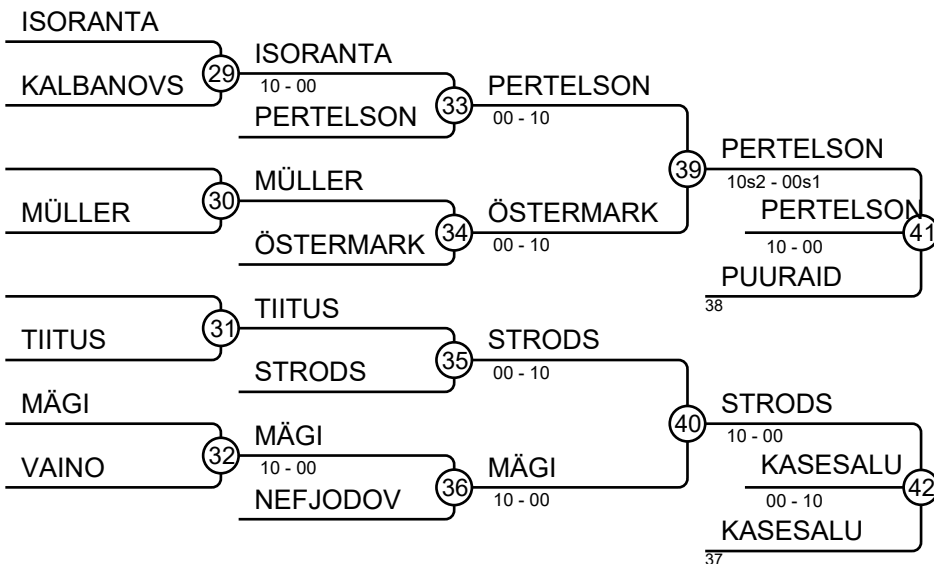 ISORANTA
KALBANOVS
29
ISORANTA
10 - 00
PERTELSON
33
PERTELSON
00 - 10
MÜLLER
30
MÜLLER
ÖSTERMARK
34
ÖSTERMARK
00 - 10
39
PERTELSON
10s2 - 00s1
PERTELSON
10 - 00
41
PUURAID
38
TIITUS
31
TIITUS
STRODS
35
STRODS
00 - 10
MÄGI
VAINO
32
MÄGI
10 - 00
NEFJODOV
36
MÄGI
10 - 00
40
STRODS
10 - 00
KASESALU
00 - 10
42
KASESALU
37